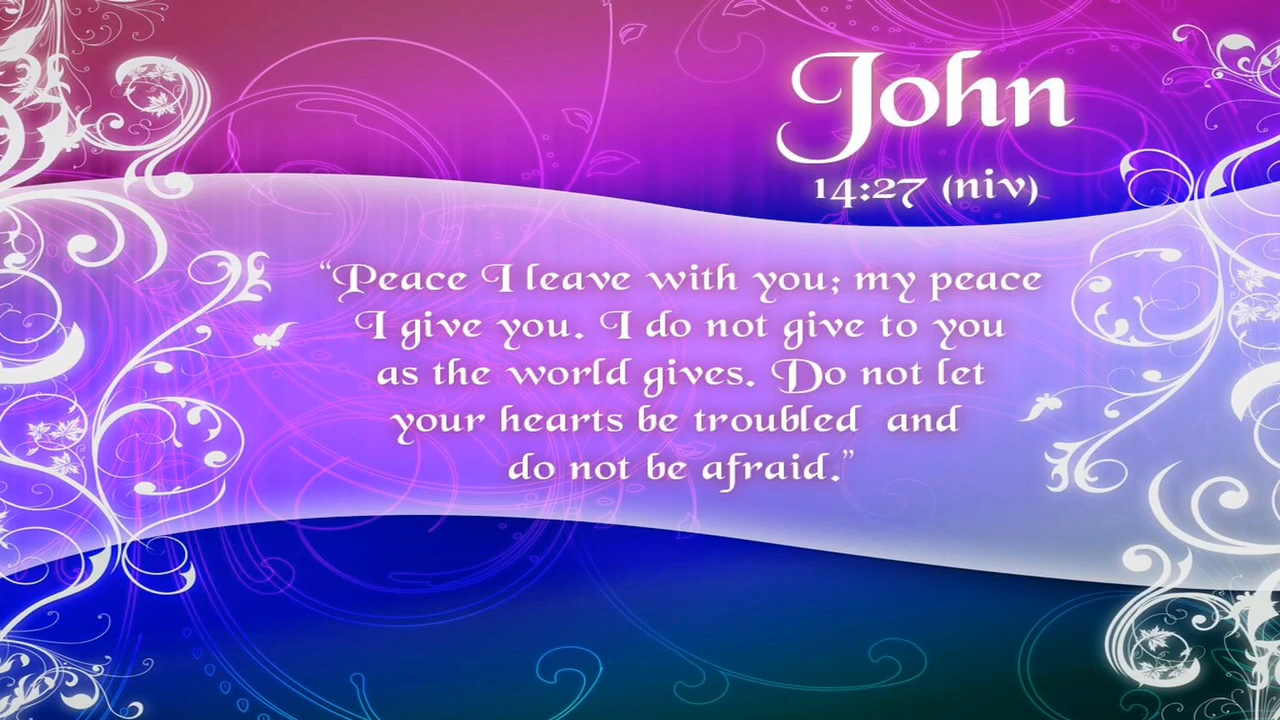 John
14:27 (niv)
“Peace I leave with you; my peace
I give you. I do not give to you
as the world gives. Do not let
your hearts be troubled  and
do not be afraid.”